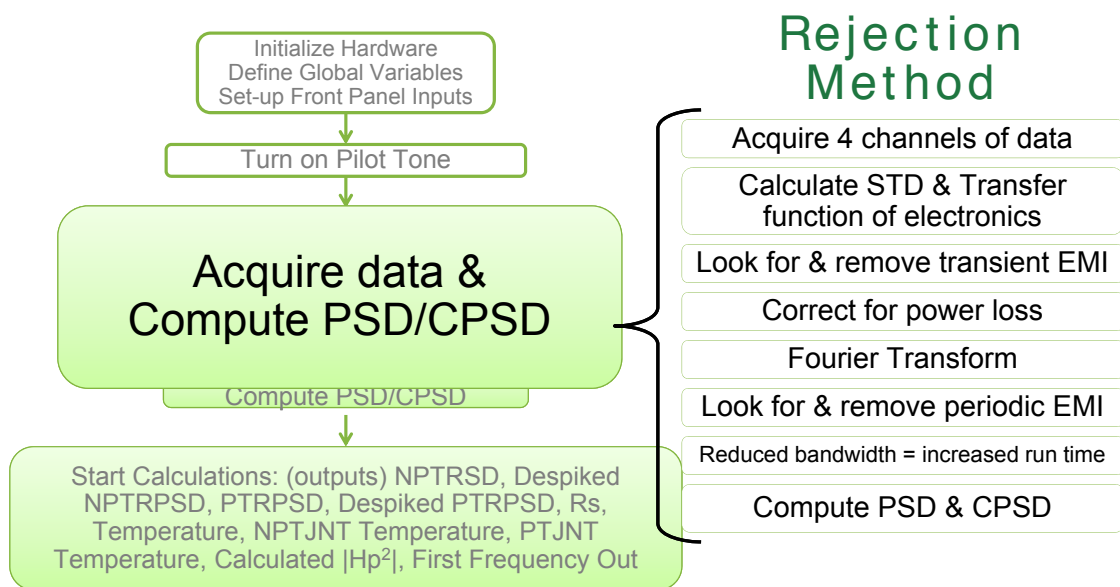 Initialize Hardware
Define Global Variables
Set-up Front Panel Inputs
Turn on Pilot Tone
Acquire data &
Compute PSD/CPSD
Compute PSD/CPSD
Start Calculations: (outputs) NPTRSD, Despiked
NPTRPSD, PTRPSD, Despiked PTRPSD, Rs,
Temperature, NPTJNT Temperature, PTJNT
Temperature, Calculated |Hp²|, First Frequency Out
Rejection
Method
Acquire 4 channels of data
Calculate STD & Transfer
function of electronics
Look for & remove transient EMI
Correct for power loss
Fourier Transform
Look for & remove periodic EMI
Reduced bandwidth = increased run time
Compute PSD & CPSD